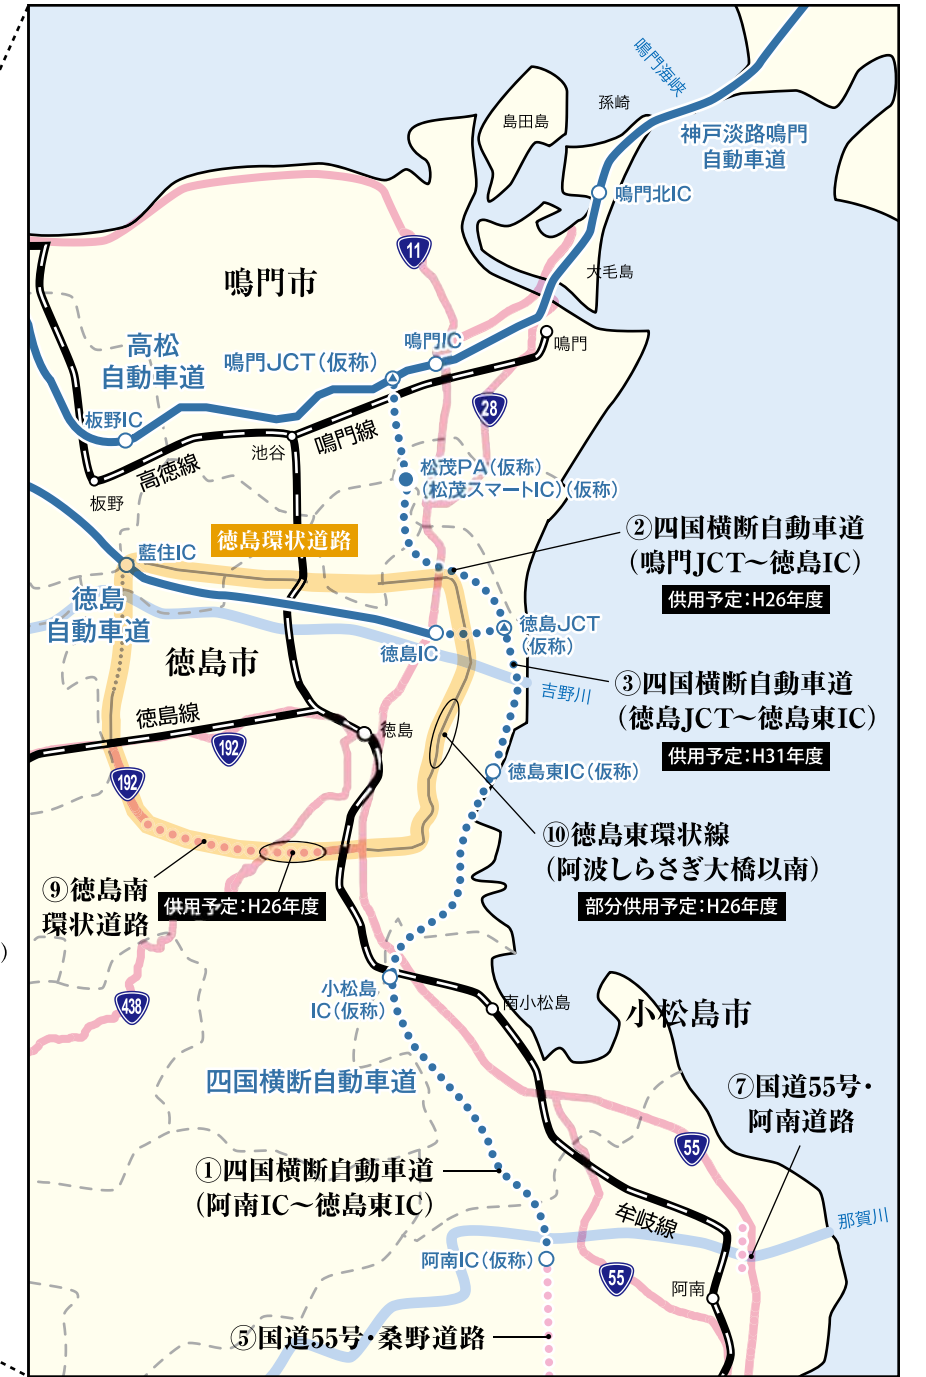 鳴門海峡
孫崎
島田島
神戸淡路鳴門
自動車道
鳴門北IC
11
大毛島
鳴門市
高松
自動車道
鳴門IC
鳴門JCT(仮称)
鳴門
28
板野IC
鳴門線
池谷
高徳線
板野
松茂PA(仮称)
(松茂スマートIC)(仮称)
②四国横断自動車道
(鳴門JCT〜徳島IC)
供用予定:H26年度
徳島環状道路
藍住IC
徳島
自動車道
徳島JCT
(仮称)
徳島IC
徳島市
③四国横断自動車道
(徳島JCT〜徳島東IC)
供用予定:H31年度
吉野川
徳島線
徳島
192
192
徳島東IC(仮称)
⑩徳島東環状線
(阿波しらさぎ大橋以南)
部分供用予定:H26年度
⑨徳島南
環状道路
供用予定:H26年度
)
438
小松島
IC(仮称)
南小松島
小松島市
四国横断自動車道
⑦国道55号・
阿南道路
55
①四国横断自動車道
(阿南IC〜徳島東IC)
牟岐線
那賀川
阿南IC(仮称)
55
阿南
⑤国道55号・桑野道路